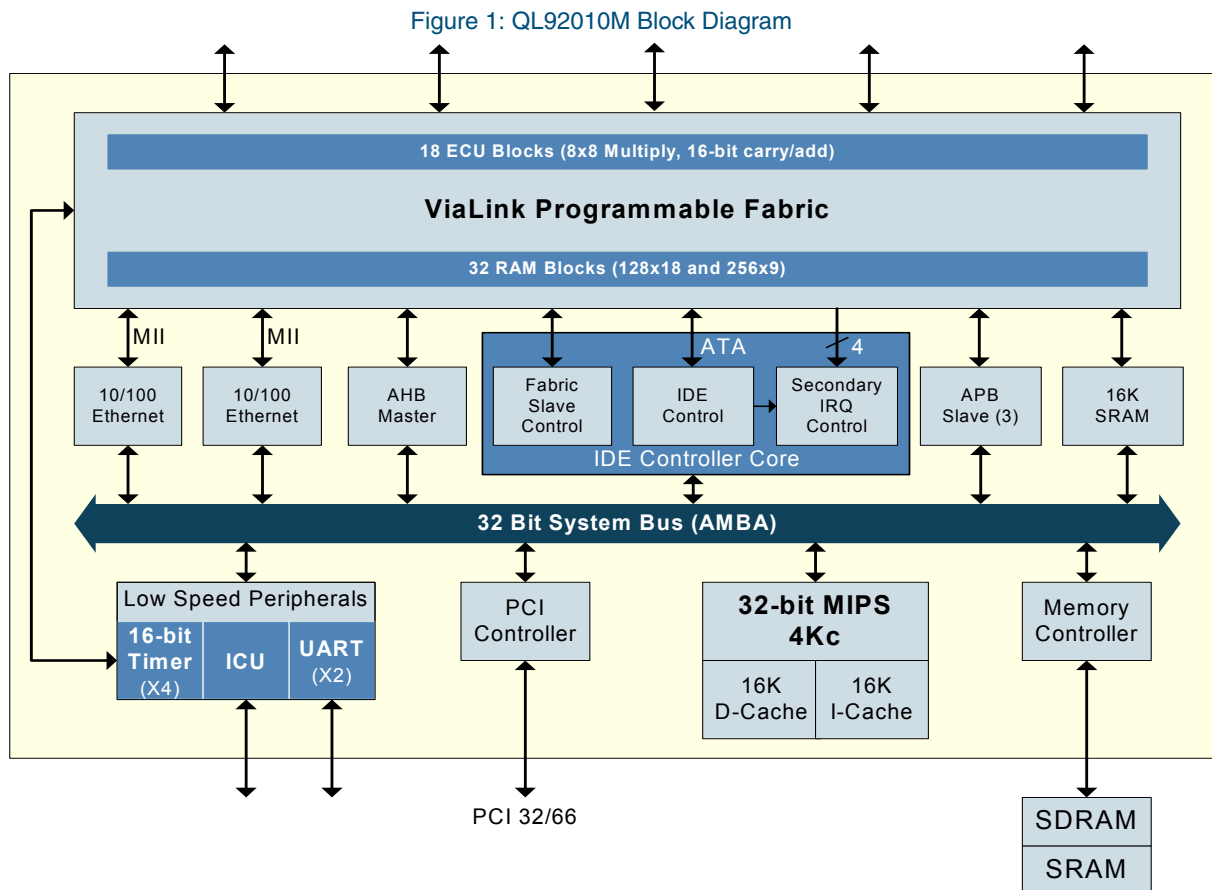 Figure 1: QL92010M Block Diagram
18 ECU Blocks (8x8 Multiply, 16-bit carry/add)
ViaLink Programmable Fabric
32 RAM Blocks (128x18 and 256x9)
MII
MII
ATA
4
10/100
Ethernet
10/100
Ethernet
AHB
Master
Fabric
Slave
Control
IDE
Control
Secondary
IRQ
Control
APB
Slave (3)
16K
SRAM
IDE Controller Core
32 Bit System Bus (AMBA)
Low Speed Peripherals
16-bit
Timer
(X4)
ICU
UART
(X2)
PCI
Controller
32-bit MIPS
4Kc
16K
D-Cache
16K
I-Cache
Memory
Controller
PCI 32/66
SDRAM
SRAM